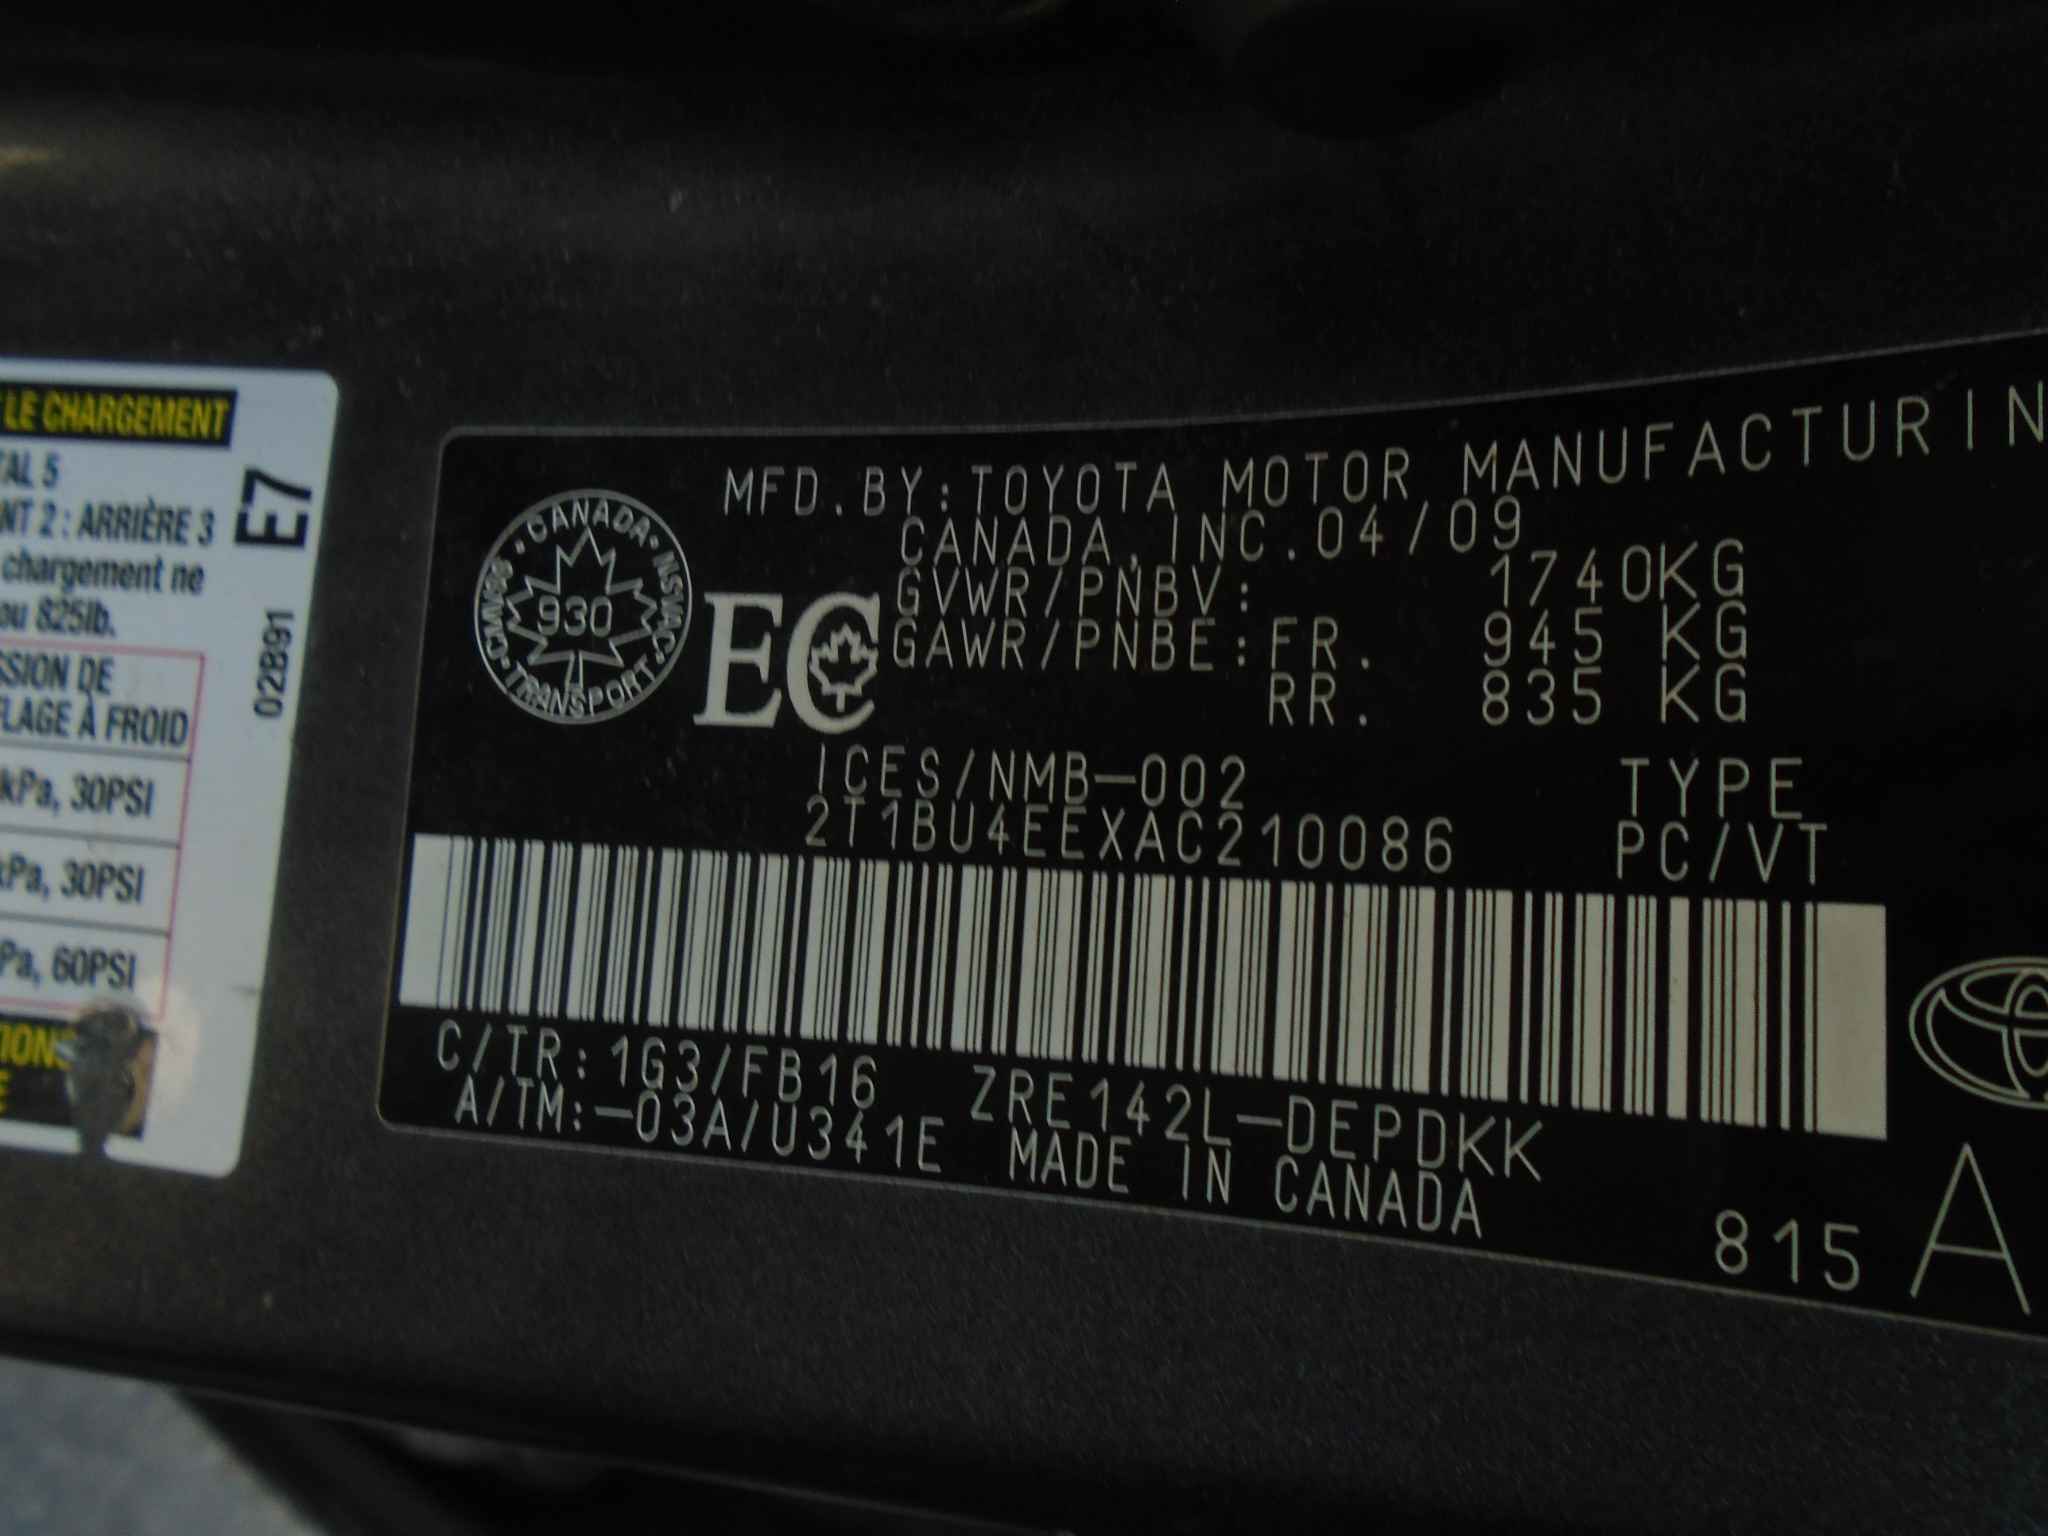 LE CHARGEMENT
TAL 5
NT 2 : ARRIÈRE 3
chargement ne
ou 825lb.
SSION DE
FLAGE À FROID
kPa, 30PSI
kPa, 30PSI
kPa, 60PSI
TIONS
E
E7
02B91
CANADA • NSVAC • TRANSPORT • CMVSS •
930
EC
MFD.BY:TOYOTA MOTOR MANUFACTURIN
CANADA,INC.04/09
GVWR/PNBV: 1740KG
GAWR/PNBE:FR. 945 KG
RR. 835 KG
ICES/NMB-002
TYPE
2T1BU4EEXAC210086
PC/VT
C/TR:1G3/FB16 ZRE142L-DEPDKK
A/TM:-03A/U341E MADE IN CANADA
815 A